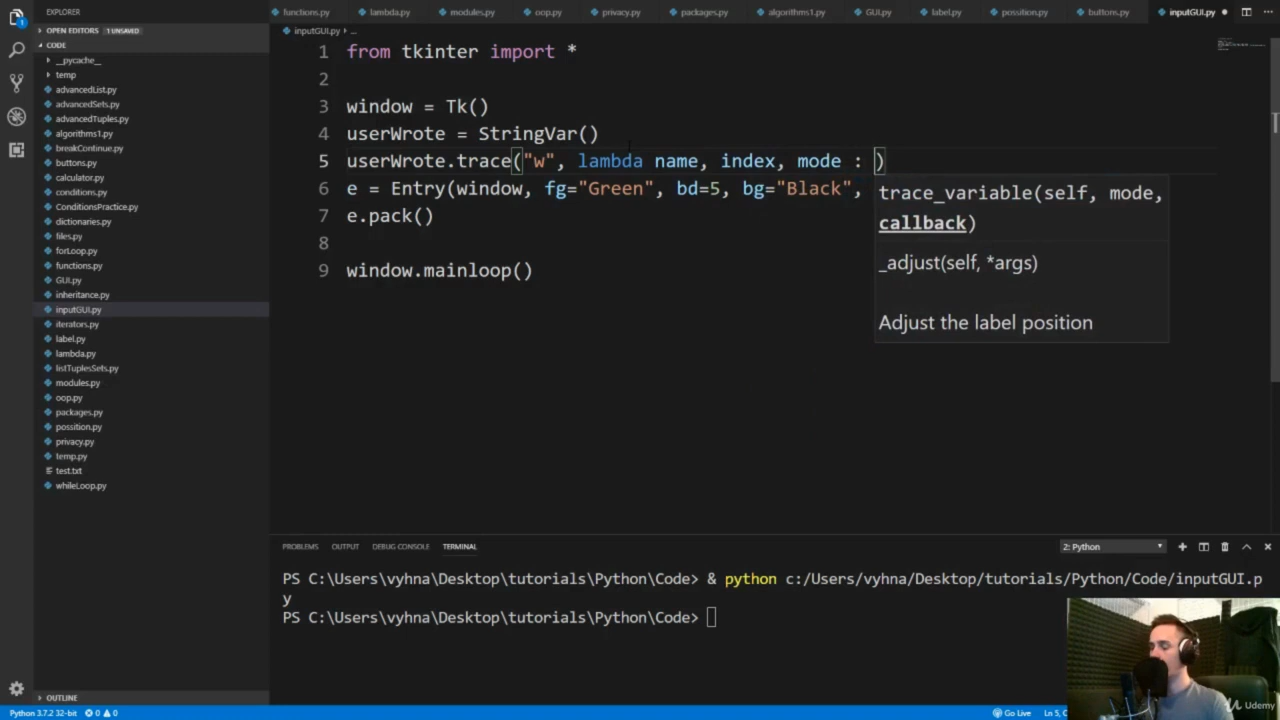 EXPLORER
functions.py
lambda.py
modules.py
oop.py
privacy.py
packages.py
algorithms1.py
GUI.py
label.py
possition.py
buttons.py
inputGUI.py
OPEN EDITORS 1 UNSAVED
CODE
__pycache__
temp
advancedList.py
advancedSets.py
advancedTuples.py
algorithms1.py
breakContinue.py
buttons.py
calculator.py
conditions.py
ConditionsPractice.py
dictionaries.py
files.py
forLoop.py
functions.py
GUI.py
inheritance.py
inputGUI.py
iterators.py
label.py
lambda.py
listTuplesSets.py
modules.py
oop.py
packages.py
possition.py
privacy.py
temp.py
test.txt
whileLoop.py
OUTLINE
inputGUI.py ...
1 from tkinter import *
2
3 window = Tk()
4 userWrote = StringVar()
5 userWrote.trace("w", lambda name, index, mode : )
6 e = Entry(window, fg="Green", bd=5, bg="Black",
7 e.pack()
8
9 window.mainloop()
trace_variable(self, mode,
callback)
_adjust(self, *args)
Adjust the label position
PROBLEMS OUTPUT DEBUG CONSOLE TERMINAL
2: Python
PS C:\Users\vyhna\Desktop\tutorials\Python\Code> & python c:/Users/vyhna/Desktop/tutorials/Python/Code/inputGUI.p
y
PS C:\Users\vyhna\Desktop\tutorials\Python\Code>
Python 3.7.2 32-bit 0 0
Go Live Ln 5,
Udemy